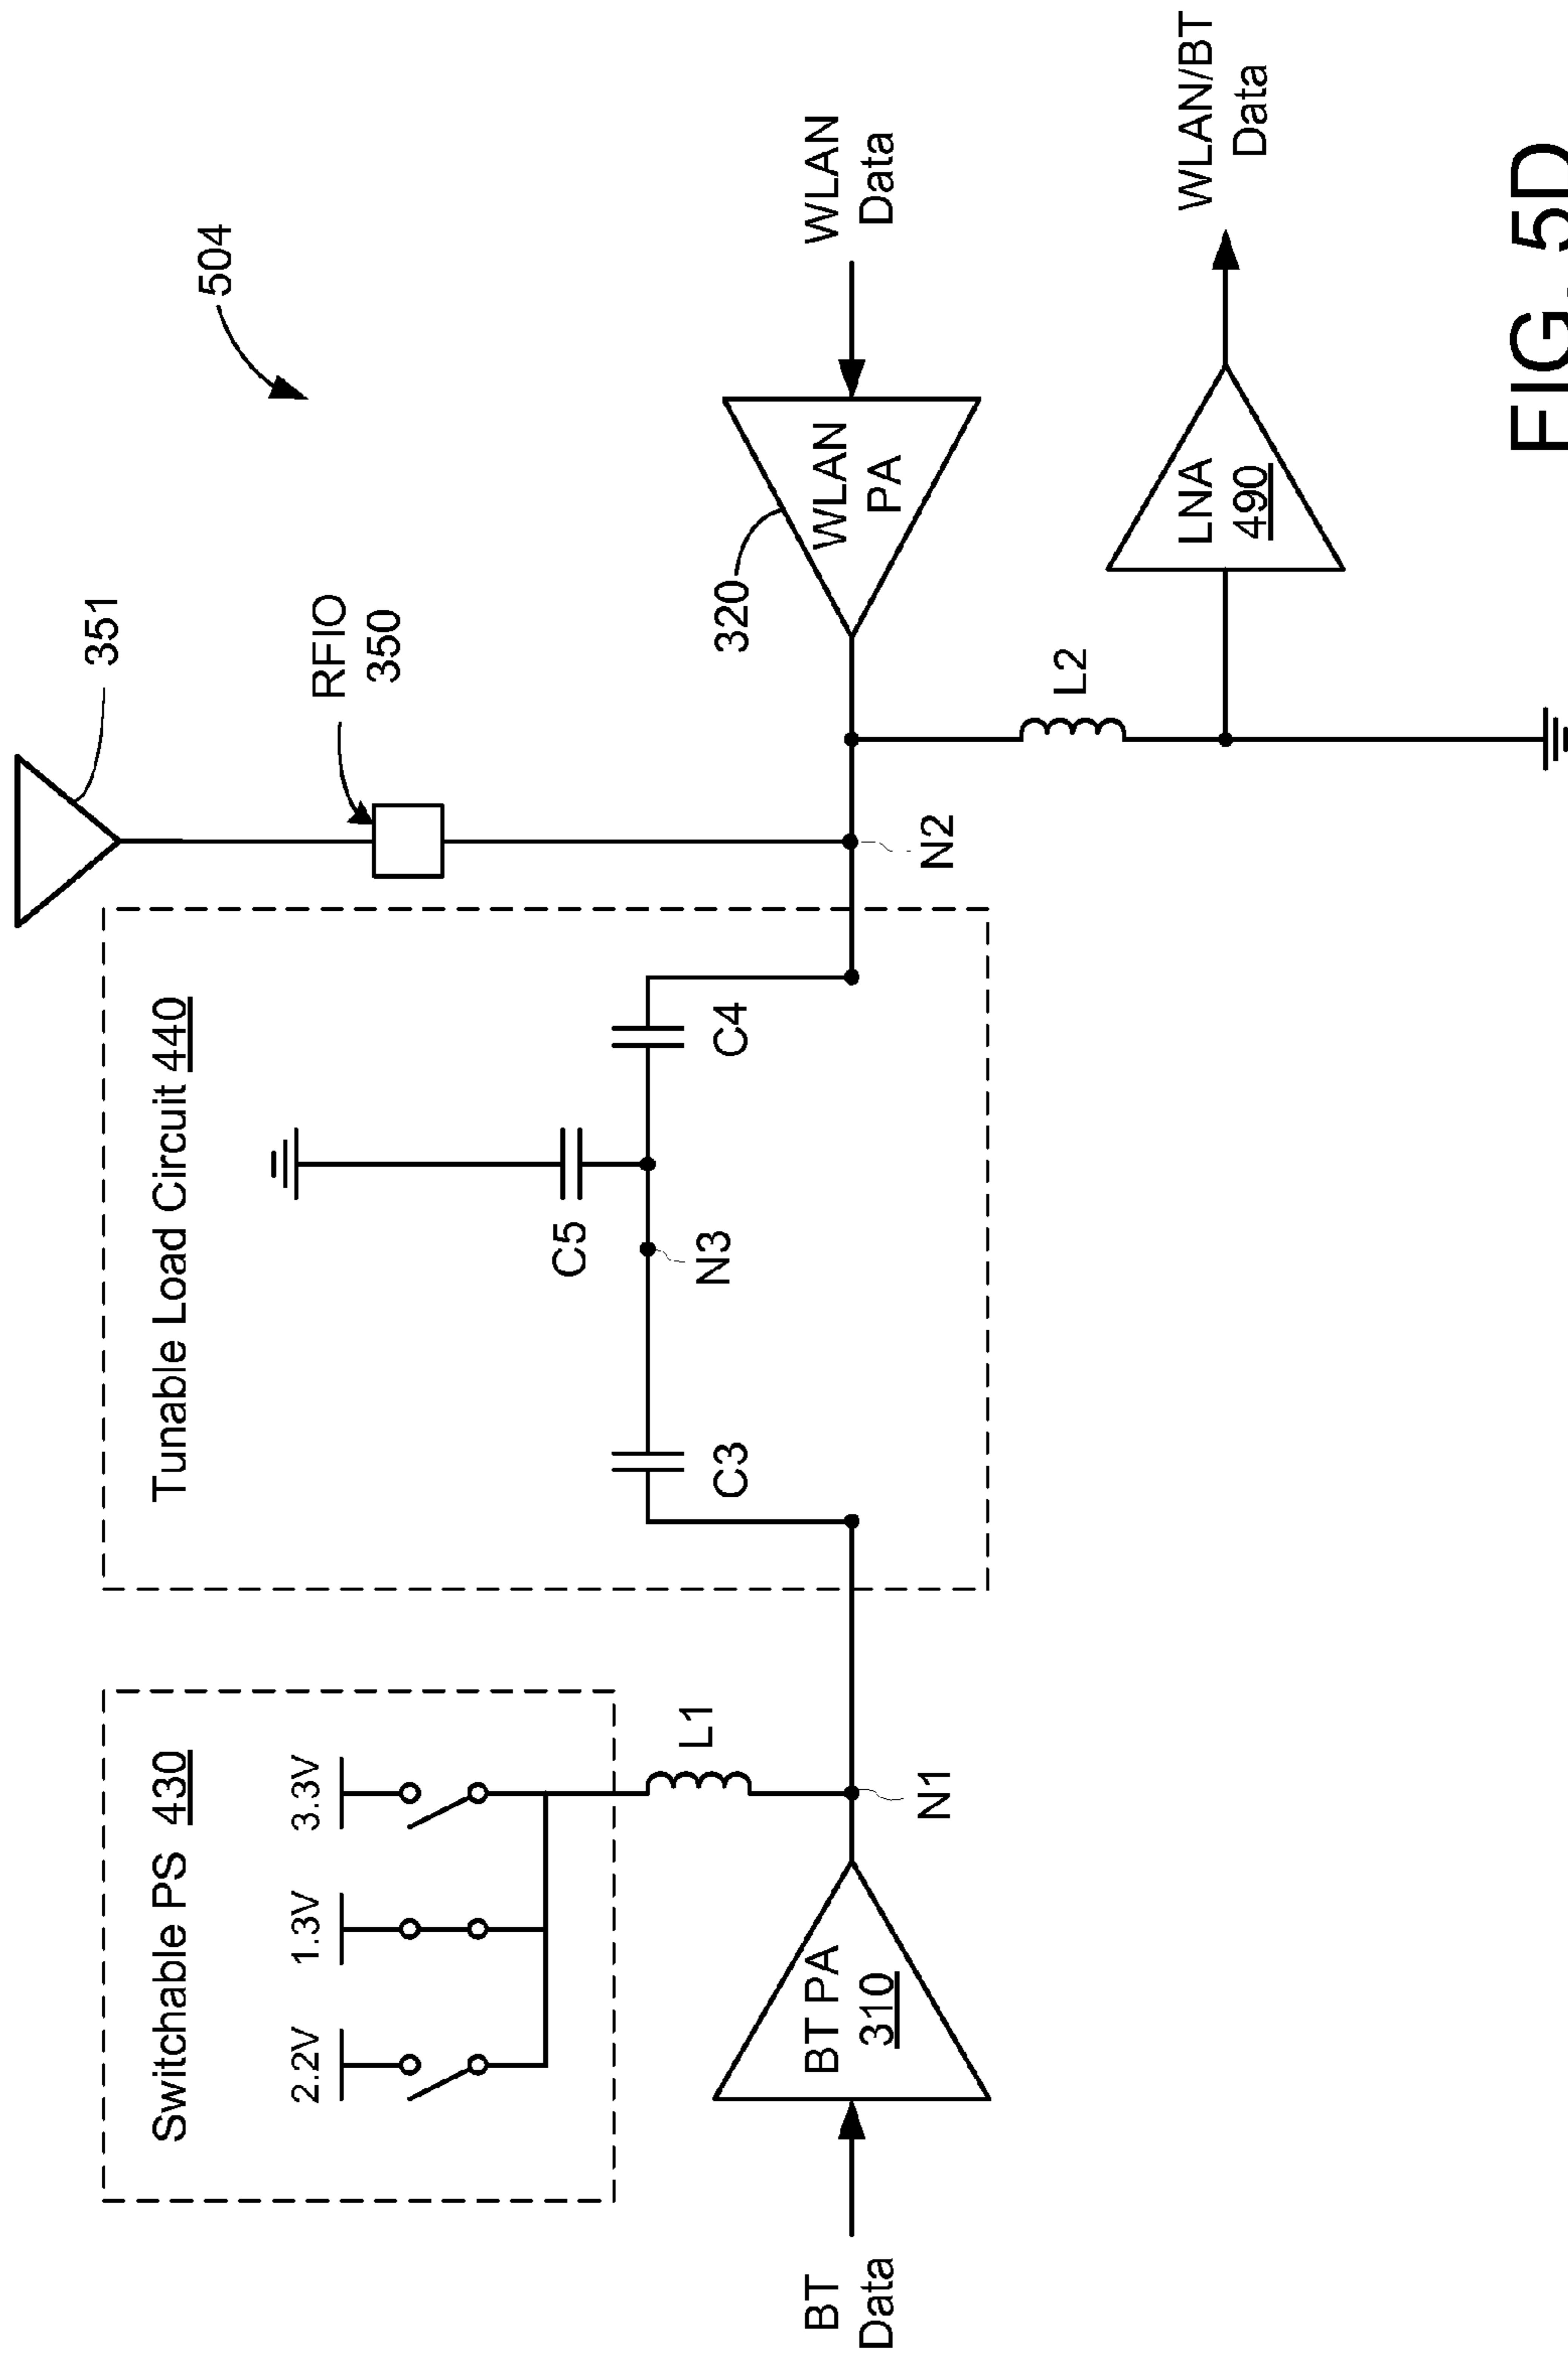 504
351
RFIO
350
Switchable PS 430
Tunable Load Circuit 440
2.2V
1.3V
3.3V
C5
L1
N3
C3
C4
320
BT
Data
BT PA
310
N1
N2
WLAN
PA
WLAN
Data
L2
LNA
490
WLAN/BT
Data
FIG. 5D